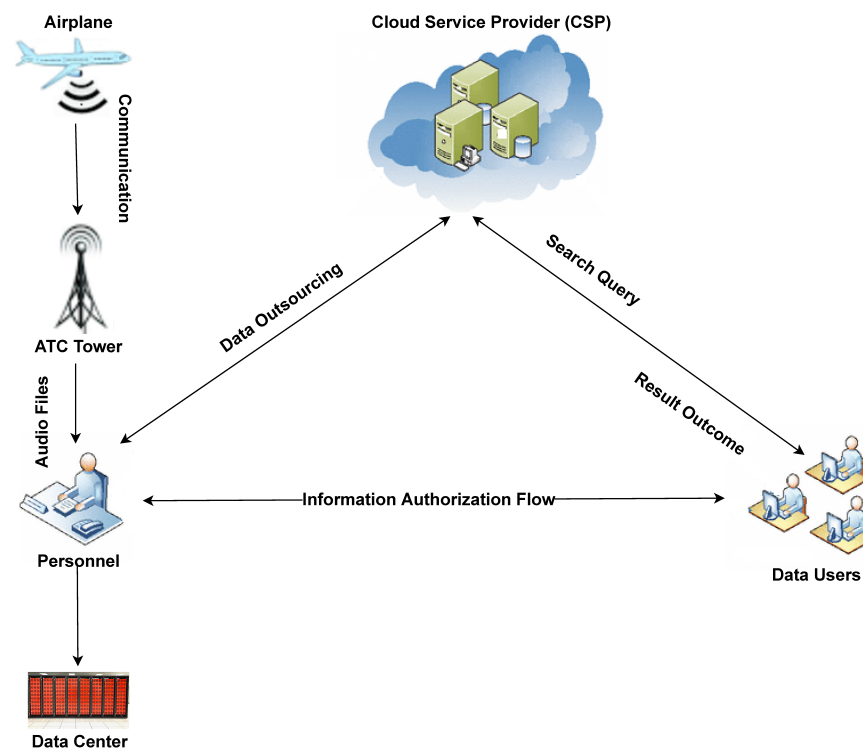 Airplane
Cloud Service Provider (CSP)
Communication
ATC Tower
Data Outsourcing
Search Query
Result Outcome
Audio Files
Information Authorization Flow
Personnel
Data Users
Data Center